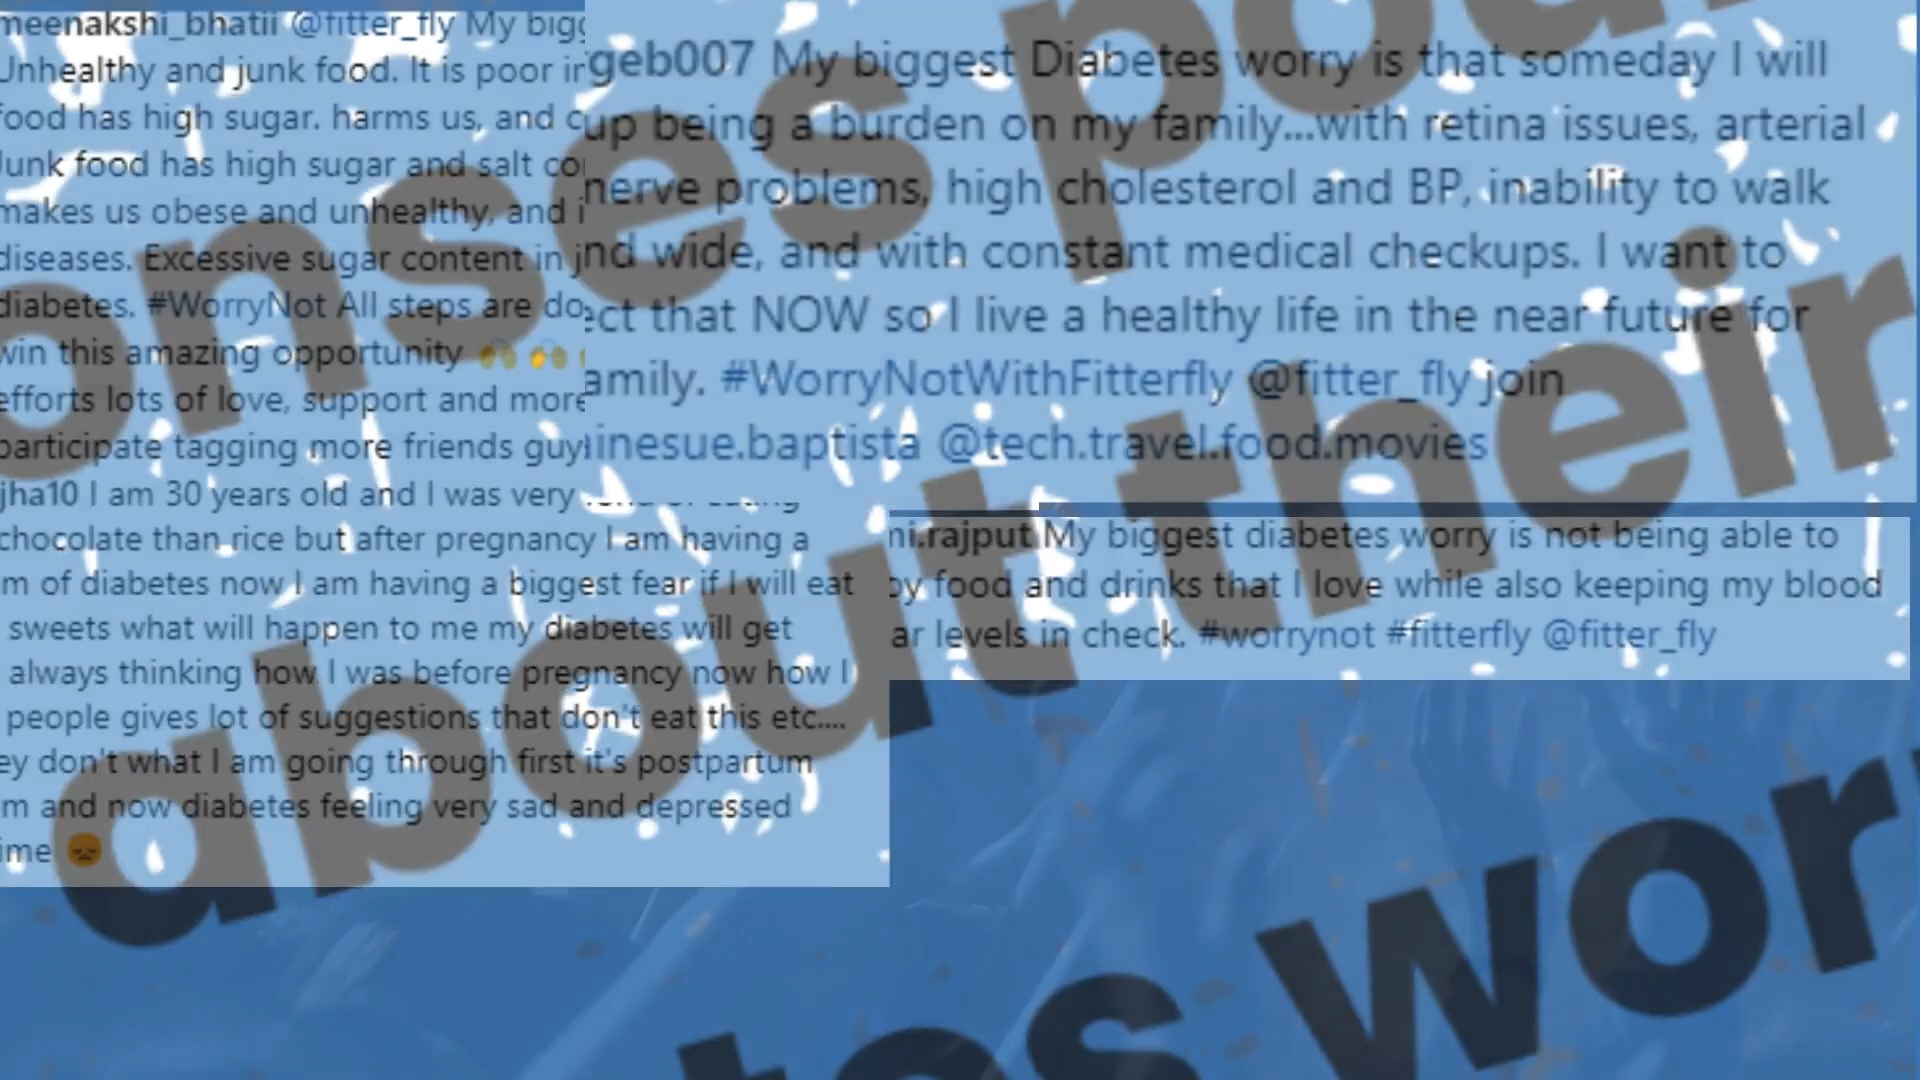 meenakshi_bhatii @fitter_fly My bigg
Unhealthy and junk food. It is poor in
food has high sugar. harms us, and c
Junk food has high sugar and salt co
makes us obese and unhealthy, and i
diseases. Excessive sugar content in j
diabetes. #WorryNot All steps are do
win this amazing opportunity 🙌 🙌
efforts lots of love, support and more
participate tagging more friends guy
jha10 I am 30 years old and I was very
chocolate than rice but after pregnancy I am having a
m of diabetes now I am having a biggest fear if I will eat
sweets what will happen to me my diabetes will get
always thinking how I was before pregnancy now how I
people gives lot of suggestions that don't eat this etc....
ey don't what I am going through first it's postpartum
m and now diabetes feeling very sad and depressed
ime 😞
geb007 My biggest Diabetes worry is that someday I will
up being a burden on my family...with retina issues, arterial
nerve problems, high cholesterol and BP, inability to walk
nd wide, and with constant medical checkups. I want to
ect that NOW so I live a healthy life in the near future for
amily. #WorryNotWithFitterfly @fitter_fly join
inesue.baptista @tech.travel.food.movies
ni.rajput My biggest diabetes worry is not being able to
oy food and drinks that I love while also keeping my blood
ar levels in check. #worrynot #fitterfly @fitter_fly
onses pou
about their
tes wor